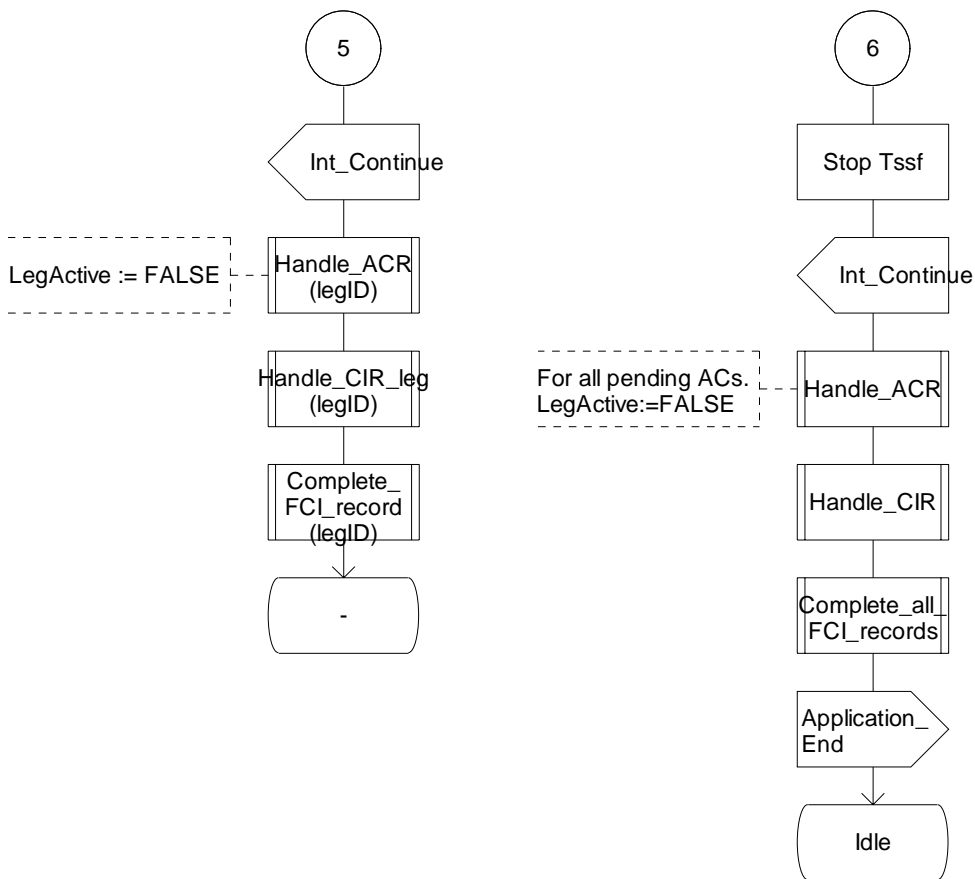 5
Int_Continue
LegActive := FALSE
Handle_ACR
(legID)
Handle_CIR_leg
(legID)
Complete_
FCI_record
(legID)
-
6
Stop Tssf
Int_Continue
For all pending ACs.
LegActive:=FALSE
Handle_ACR
Handle_CIR
Complete_all_
FCI_records
Application_
End
Idle